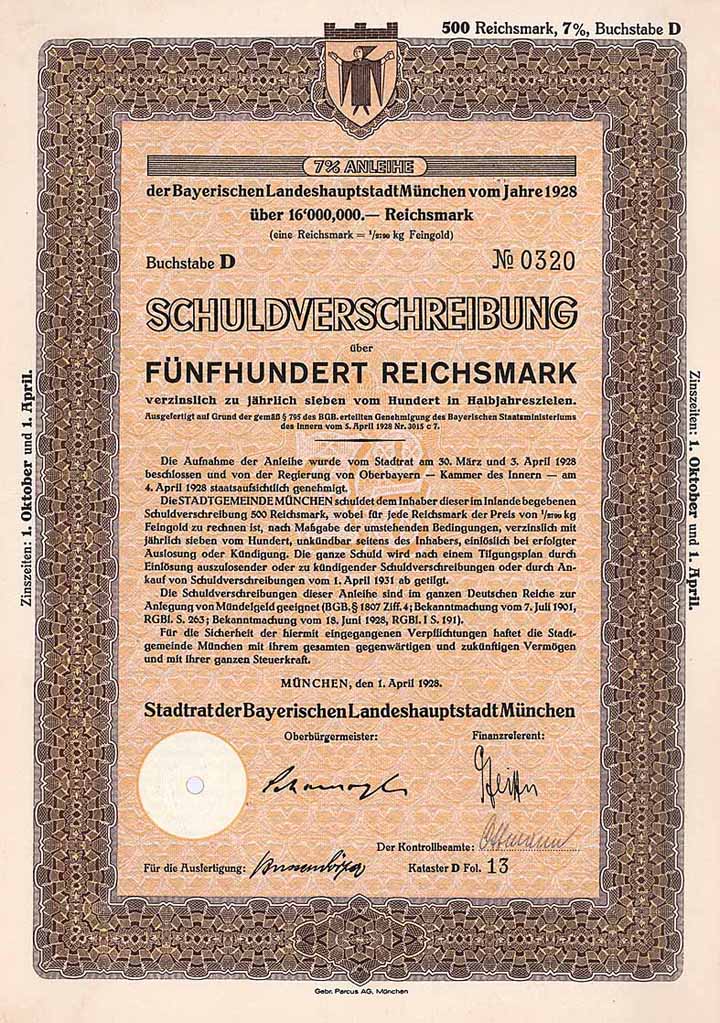 500 Reichsmark, 7%, Buchstabe D
7% ANLEIHE
der Bayerischen Landeshauptstadt München vom Jahre 1928
über 16'000,000.— Reichsmark
(eine Reichsmark = 1/2790 kg Feingold)
Buchstabe D
№ 0320
SCHULDVERSCHREIBUNG
über
FÜNFHUNDERT REICHSMARK
verzinslich zu jährlich sieben vom Hundert in Halbjahreszielen.
Ausgefertigt auf Grund der gemäß § 795 des BGB. erteilten Genehmigung des Bayerischen Staatsministeriums
des Innern vom 5. April 1928 Nr. 3015 c 7.
Die Aufnahme der Anleihe wurde vom Stadtrat am 30. März und 3. April 1928
beschlossen und von der Regierung von Oberbayern — Kammer des Innern — am
4. April 1928 staatsaufsichtlich genehmigt.
Die STADTGEMEINDE MÜNCHEN schuldet dem Inhaber dieser im Inlande begebenen
Schuldverschreibung 500 Reichsmark, wobei für jede Reichsmark der Preis von 1/2790 kg
Feingold zu rechnen ist, nach Maßgabe der umstehenden Bedingungen, verzinslich mit
jährlich sieben vom Hundert, unkündbar seitens des Inhabers, einlöslich bei erfolgter
Auslosung oder Kündigung. Die ganze Schuld wird nach einem Tilgungsplan durch
Einlösung auszulosender oder zu kündigender Schuldverschreibungen oder durch An-
kauf von Schuldverschreibungen vom 1. April 1931 ab getilgt.
Die Schuldverschreibungen dieser Anleihe sind im ganzen Deutschen Reiche zur
Anlegung von Mündelgeld geeignet (BGB. § 1807 Ziff. 4; Bekanntmachung vom 7. Juli 1901,
RGBl. S. 263; Bekanntmachung vom 18. Juni 1928, RGBl. I S. 191).
Für die Sicherheit der hiermit eingegangenen Verpflichtungen haftet die Stadt-
gemeinde München mit ihrem gesamten gegenwärtigen und zukünftigen Vermögen
und mit ihrer ganzen Steuerkraft.
MÜNCHEN, den 1. April 1928.
Stadtrat der Bayerischen Landeshauptstadt München
Oberbürgermeister:
Finanzreferent:
Der Kontrollbeamte: Ottmann
Für die Ausfertigung:
Kataster D Fol. 13
Zinszeiten: 1. Oktober und 1. April.
Zinszeiten: 1. Oktober und 1. April.
Gebr. Parcus AG, München